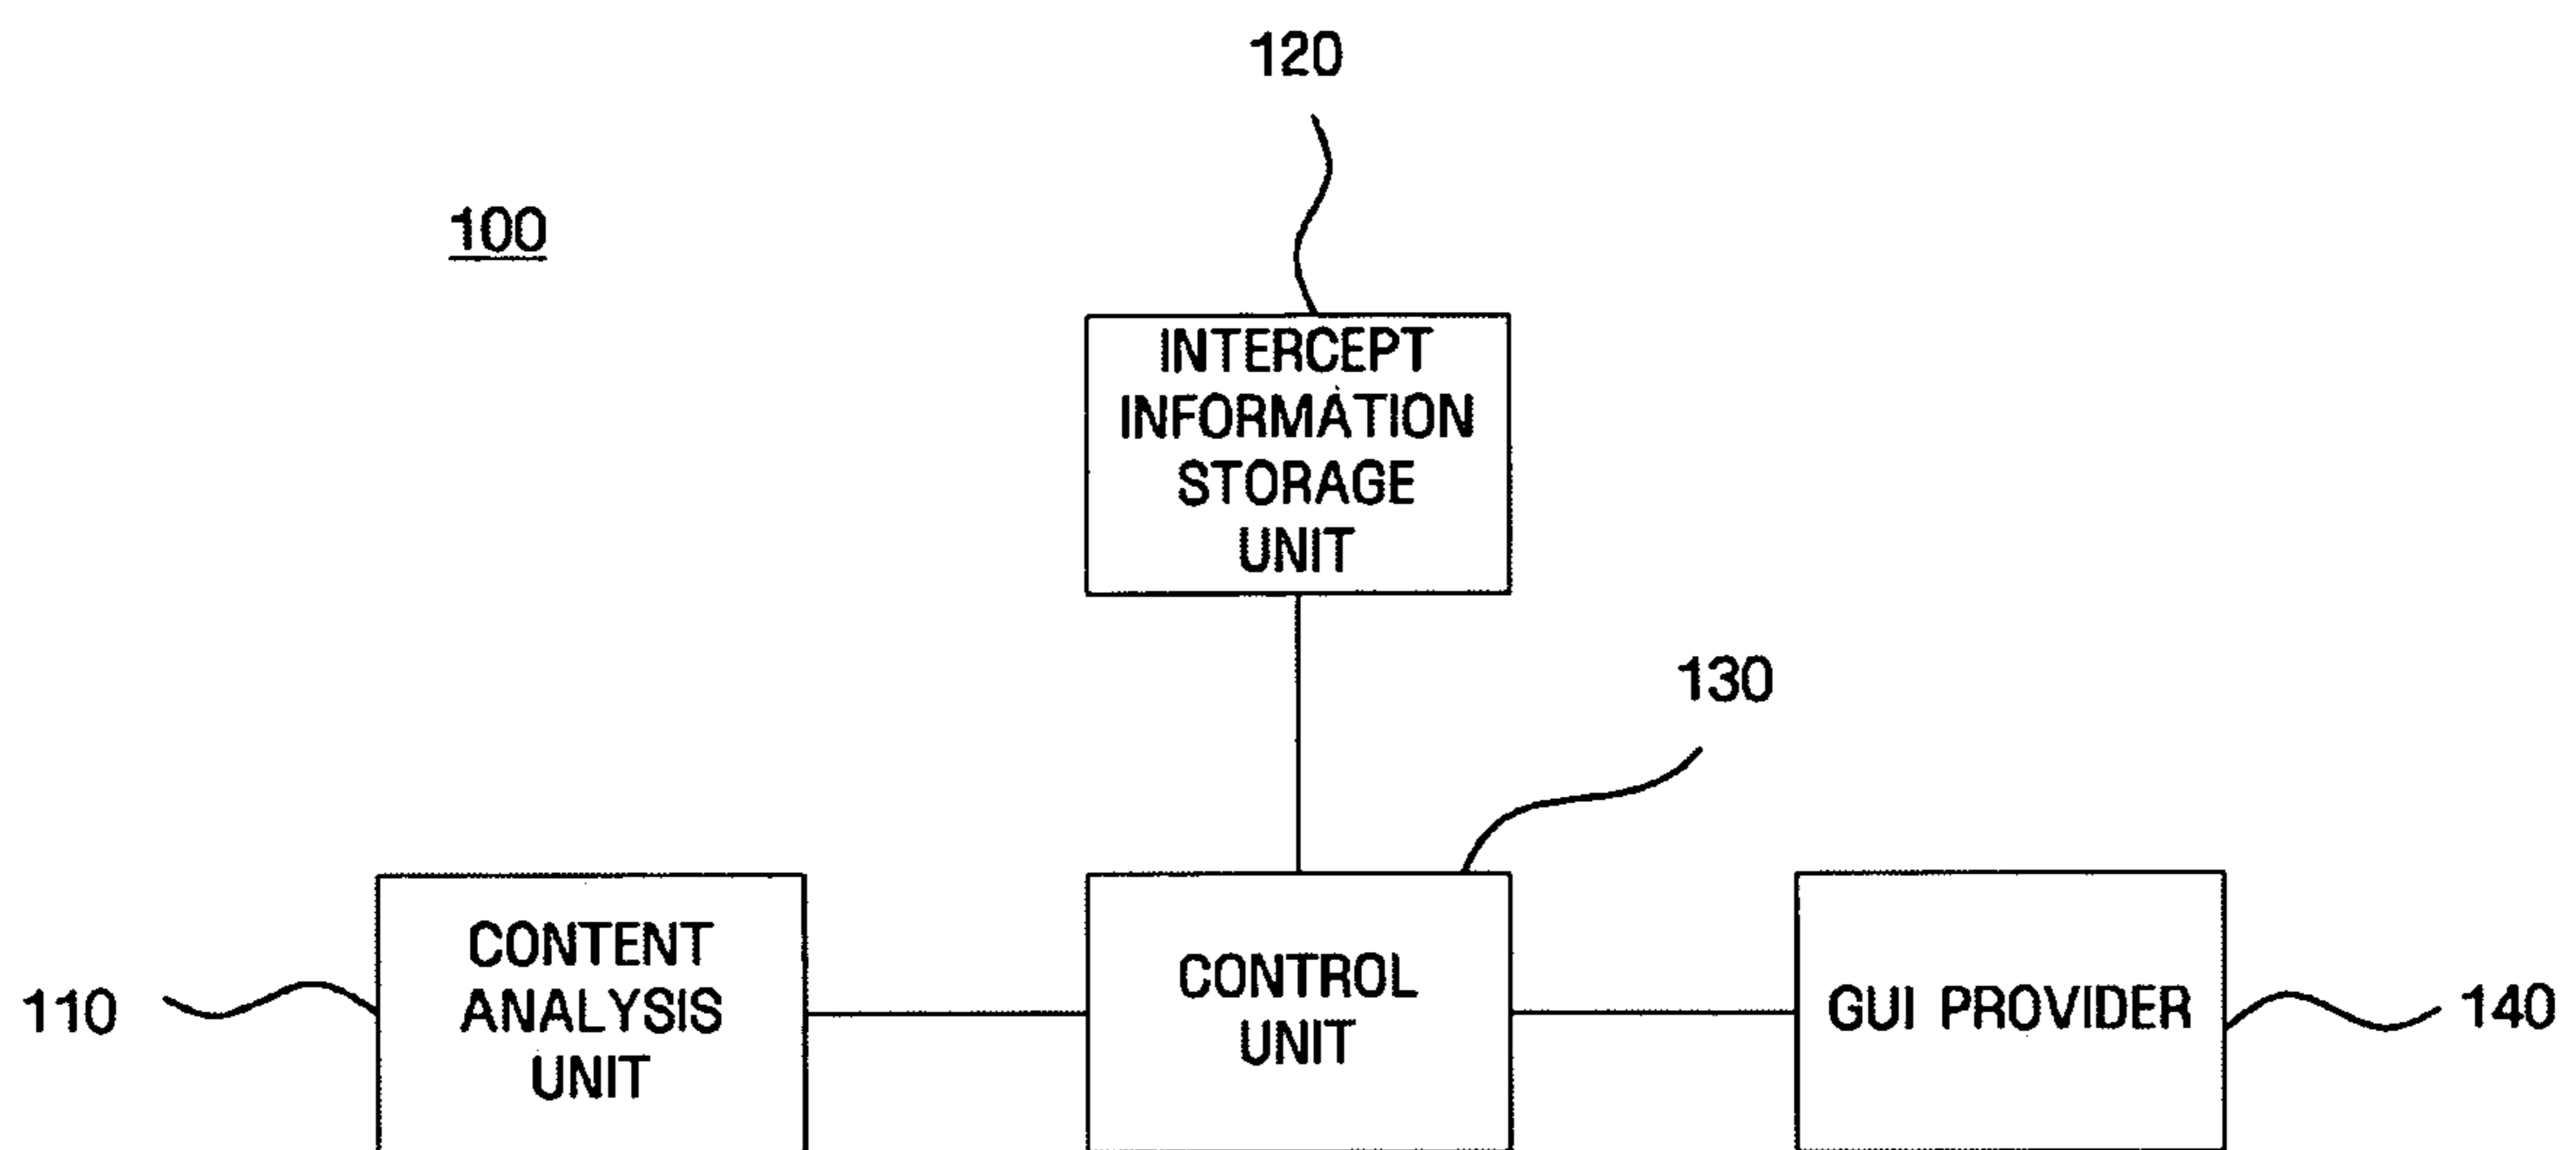 120
100
INTERCEPT
INFORMATION
STORAGE
UNIT
130
CONTENT
ANALYSIS
UNIT
110
CONTROL
UNIT
GUI PROVIDER
140